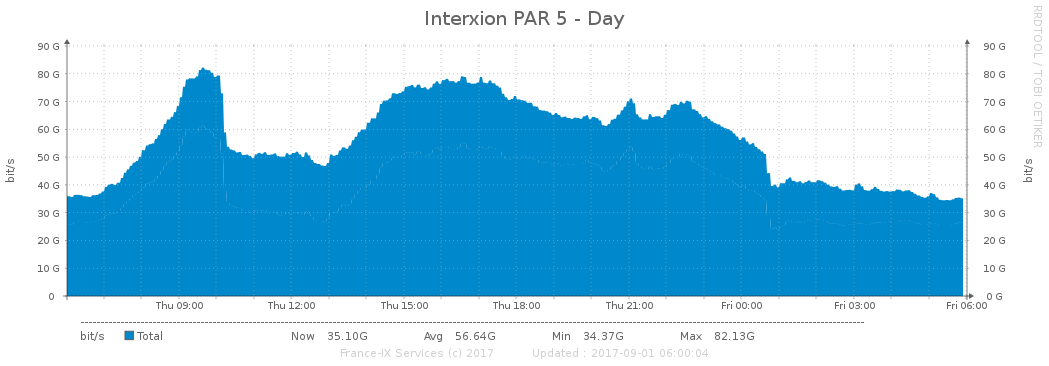 Interxion PAR 5 - Day
RRDTOOL / TOBI OETIKER
bit/s
90 G 90 G
80 G 80 G
70 G 70 G
60 G 60 G
50 G 50 G
40 G 40 G
30 G 30 G
20 G 20 G
10 G 10 G
0 0 G
bit/s
Thu 09:00 Thu 12:00 Thu 15:00 Thu 18:00 Thu 21:00 Fri 00:00 Fri 03:00 Fri 06:00
bit/s Total Now 35.10G Avg 56.64G Min 34.37G Max 82.13G
France-IX Services (c) 2017 Updated : 2017-09-01 06:00:04